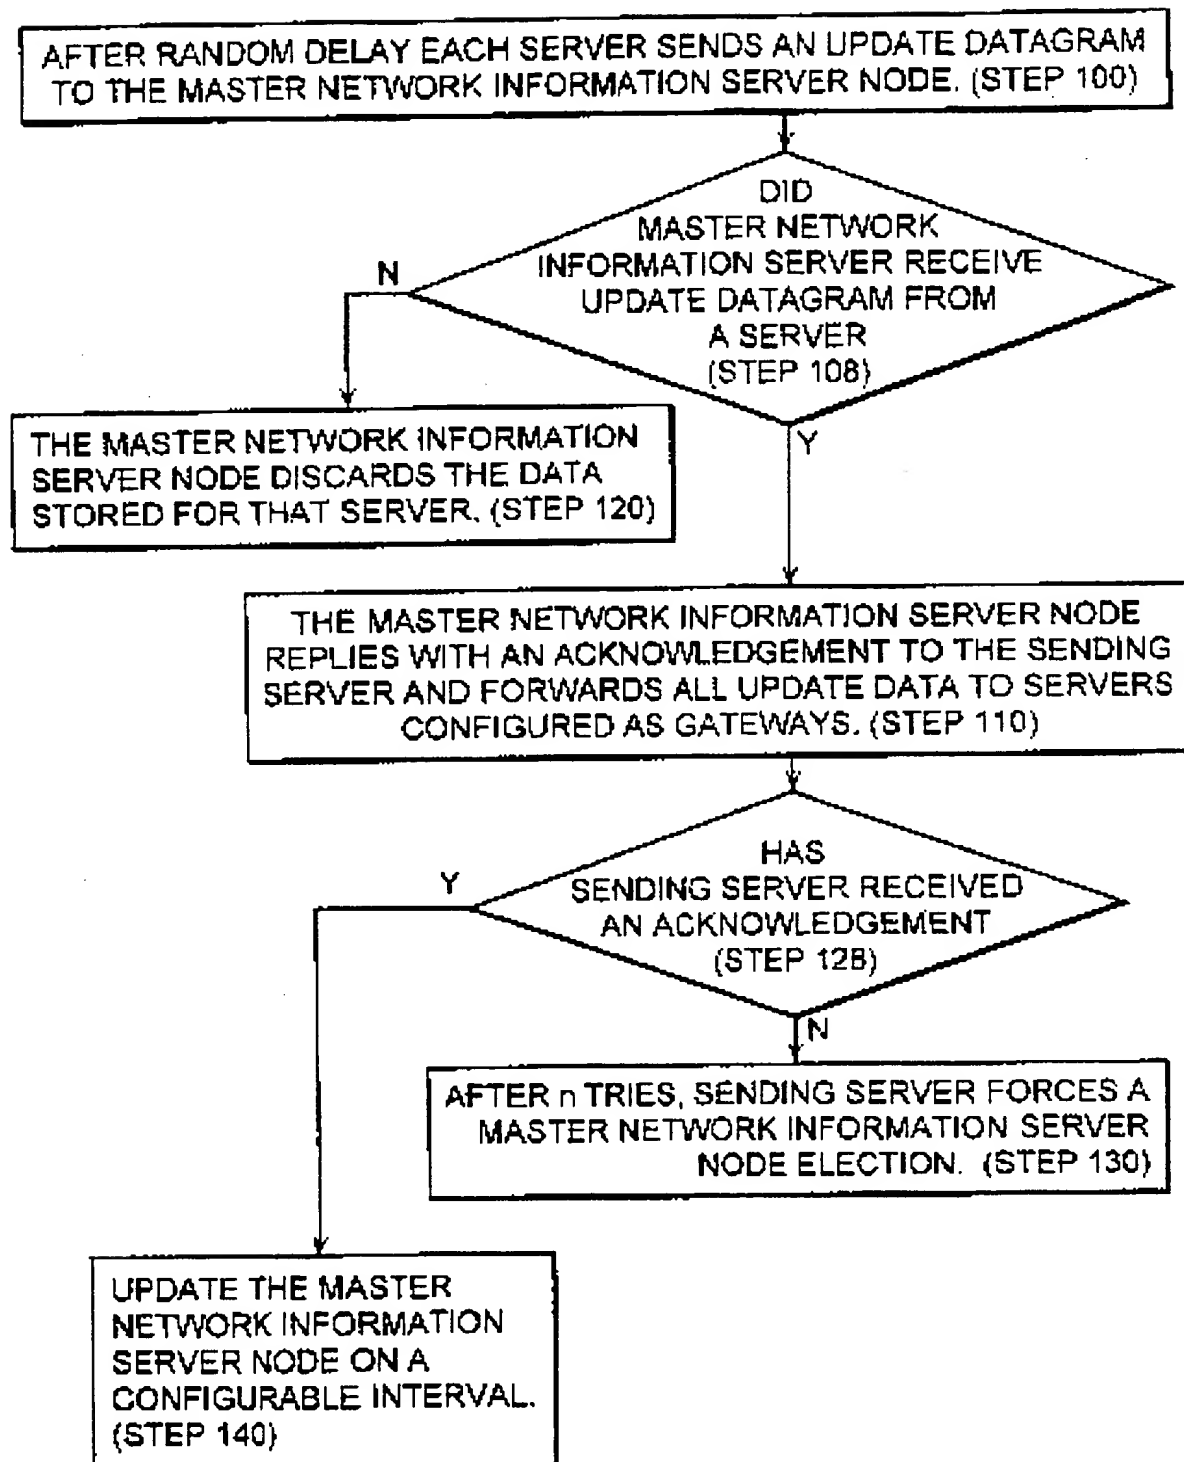 AFTER RANDOM DELAY EACH SERVER SENDS AN UPDATE DATAGRAM
TO THE MASTER NETWORK INFORMATION SERVER NODE. (STEP 100)
DID
MASTER NETWORK
INFORMATION SERVER RECEIVE
UPDATE DATAGRAM FROM
A SERVER
(STEP 108)
N
Y
THE MASTER NETWORK INFORMATION
SERVER NODE DISCARDS THE DATA
STORED FOR THAT SERVER. (STEP 120)
THE MASTER NETWORK INFORMATION SERVER NODE
REPLIES WITH AN ACKNOWLEDGEMENT TO THE SENDING
SERVER AND FORWARDS ALL UPDATE DATA TO SERVERS
CONFIGURED AS GATEWAYS. (STEP 110)
HAS
SENDING SERVER RECEIVED
AN ACKNOWLEDGEMENT
(STEP 128)
Y
N
AFTER n TRIES, SENDING SERVER FORCES A
MASTER NETWORK INFORMATION SERVER
NODE ELECTION. (STEP 130)
UPDATE THE MASTER
NETWORK INFORMATION
SERVER NODE ON A
CONFIGURABLE INTERVAL.
(STEP 140)